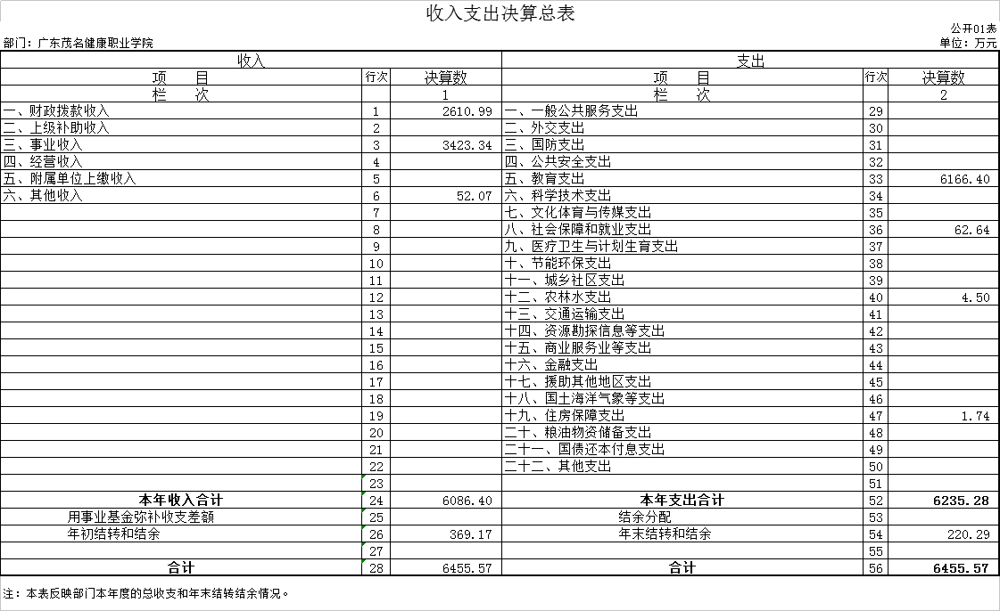 收入支出决算总表
公开01表
部门：广东茂名健康职业学院 单位：万元
收入 支出
项 目 行次 决算数 项 目 行次 决算数
栏 次 1 栏 次 2
一、财政拨款收入 1 2610.99 一、一般公共服务支出 29
二、上级补助收入 2 二、外交支出 30
三、事业收入 3 3423.34 三、国防支出 31
四、经营收入 4 四、公共安全支出 32
五、附属单位上缴收入 5 五、教育支出 33 6166.40
六、其他收入 6 52.07 六、科学技术支出 34
7 七、文化体育与传媒支出 35
8 八、社会保障和就业支出 36 62.64
9 九、医疗卫生与计划生育支出 37
10 十、节能环保支出 38
11 十一、城乡社区支出 39
12 十二、农林水支出 40 4.50
13 十三、交通运输支出 41
14 十四、资源勘探信息等支出 42
15 十五、商业服务业等支出 43
16 十六、金融支出 44
17 十七、援助其他地区支出 45
18 十八、国土海洋气象等支出 46
19 十九、住房保障支出 47 1.74
20 二十、粮油物资储备支出 48
21 二十一、国债还本付息支出 49
22 二十二、其他支出 50
23 51
本年收入合计 24 6086.40 本年支出合计 52 6235.28
用事业基金弥补收支差额 25 结余分配 53
年初结转和结余 26 369.17 年末结转和结余 54 220.29
27 55
合计 28 6455.57 合计 56 6455.57
注：本表反映部门本年度的总收支和年末结转结余情况。